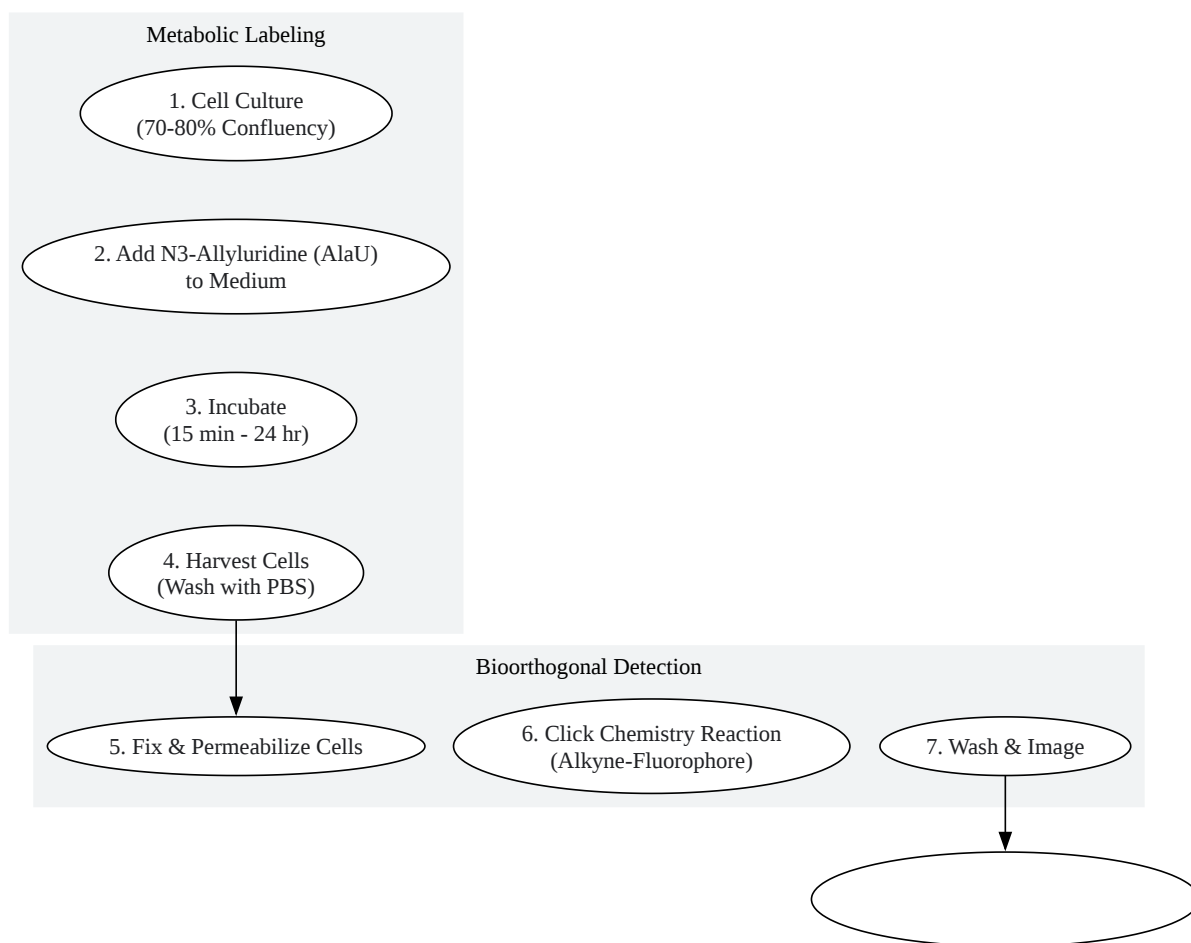 Metabolic Labeling
1. Cell Culture
(70-80% Confluency)
2. Add N3-Allyluridine (AlaU)
to Medium
3. Incubate
(15 min - 24 hr)
4. Harvest Cells
(Wash with PBS)
Bioorthogonal Detection
5. Fix & Permeabilize Cells
6. Click Chemistry Reaction
(Alkyne-Fluorophore)
7. Wash & Image